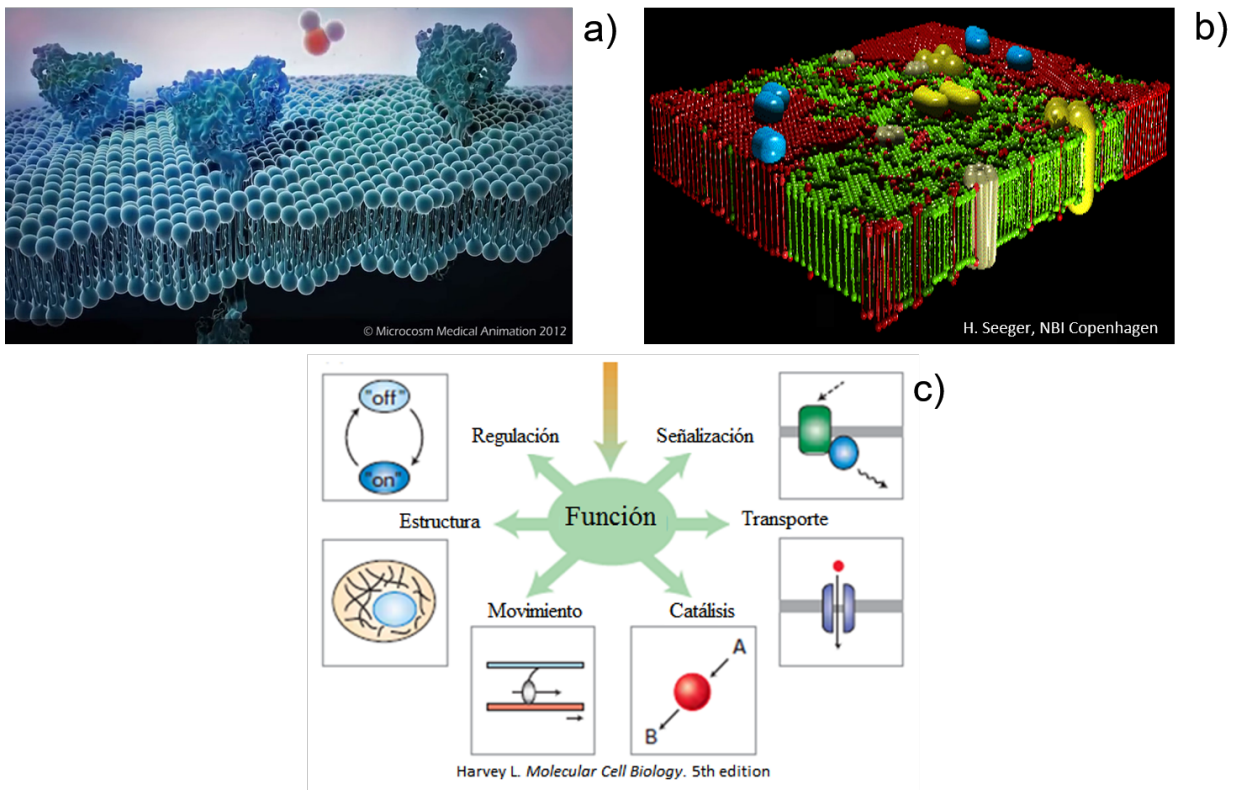 a)
© Microcosm Medical Animation 2012
b)
H. Seeger, NBI Copenhagen
c)
"off"
"on"
Regulación
Señalización
Estructura
Función
Transporte
Movimiento
Catálisis
A
B
Harvey L. Molecular Cell Biology. 5th edition